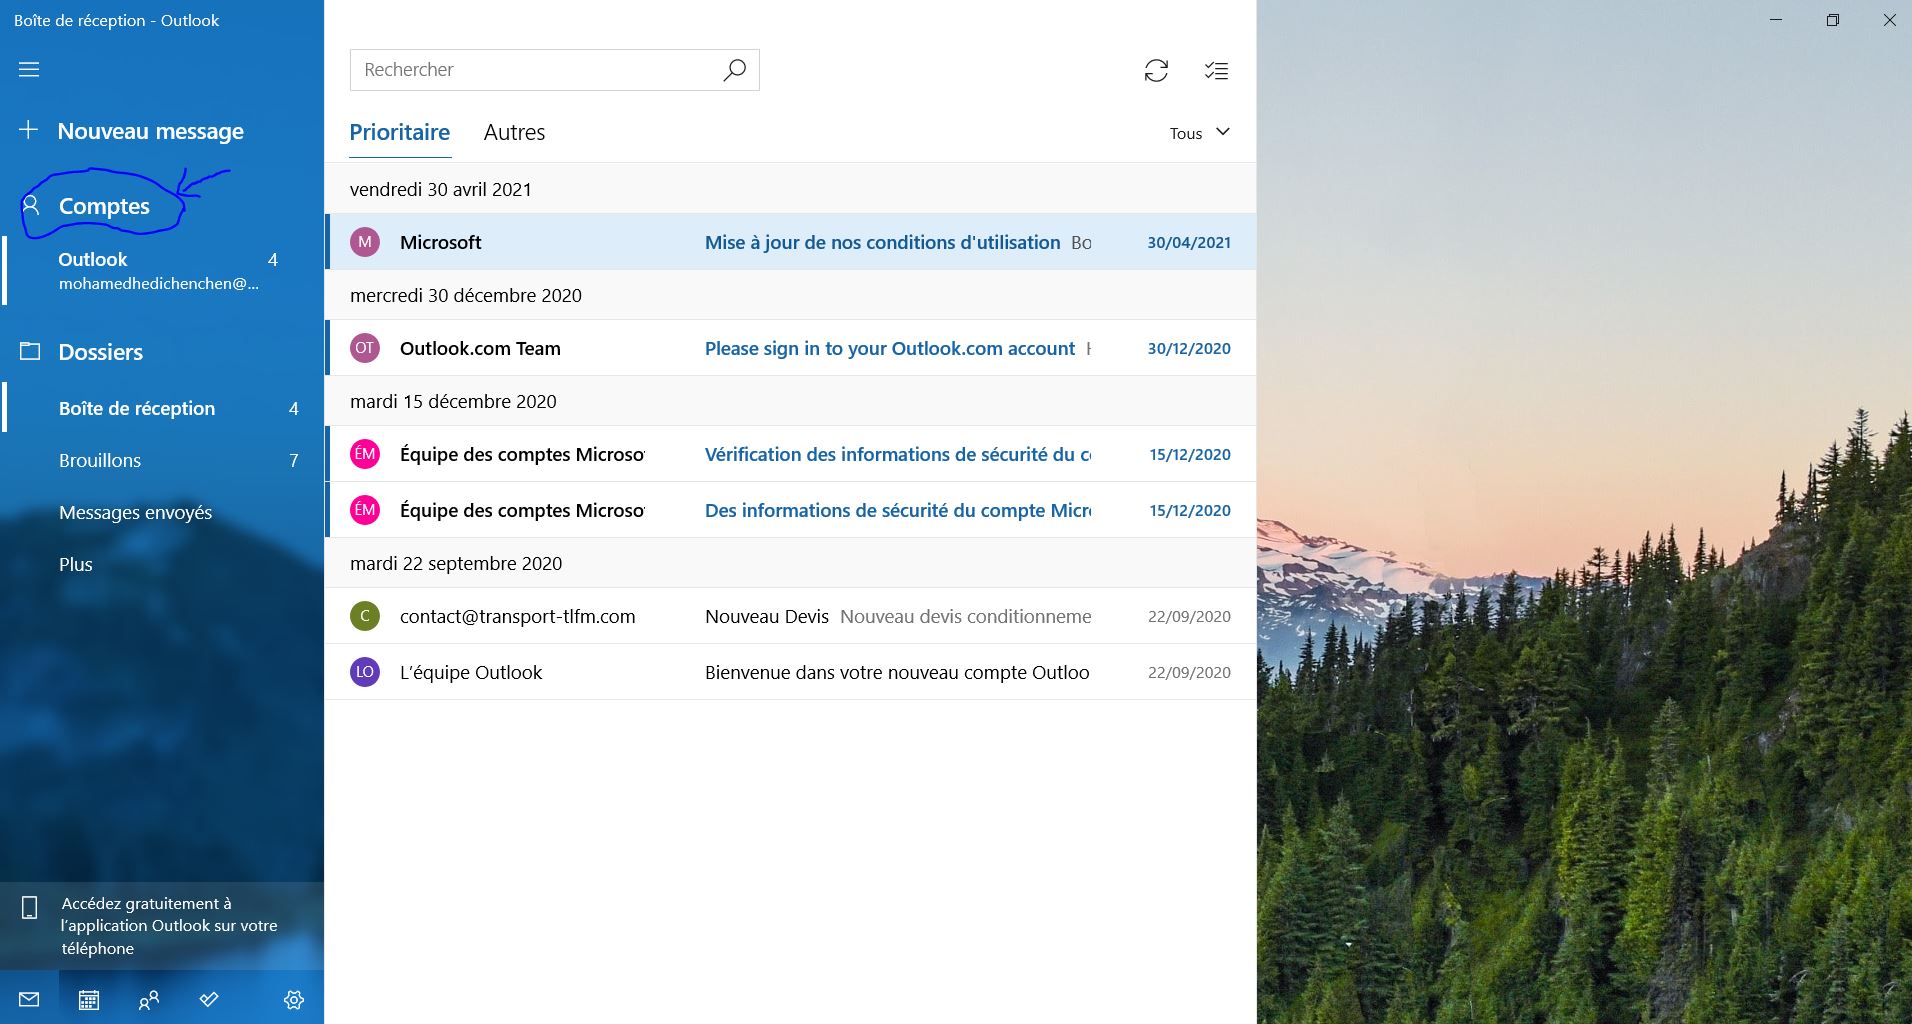 Boîte de réception - Outlook
Nouveau message
Comptes
Outlook 4
mohamedhedichenchen@...
Dossiers
Boîte de réception 4
Brouillons 7
Messages envoyés
Plus
Accédez gratuitement à
l'application Outlook sur votre
téléphone
Rechercher
Prioritaire Autres Tous
vendredi 30 avril 2021
M Microsoft Mise à jour de nos conditions d'utilisation Bo 30/04/2021
mercredi 30 décembre 2020
OT Outlook.com Team Please sign in to your Outlook.com account 30/12/2020
mardi 15 décembre 2020
ÉM Équipe des comptes Microso Vérification des informations de sécurité du c 15/12/2020
ÉM Équipe des comptes Microso Des informations de sécurité du compte Micr 15/12/2020
mardi 22 septembre 2020
C contact@transport-tlfm.com Nouveau Devis Nouveau devis conditionneme 22/09/2020
LO L'équipe Outlook Bienvenue dans votre nouveau compte Outloo 22/09/2020